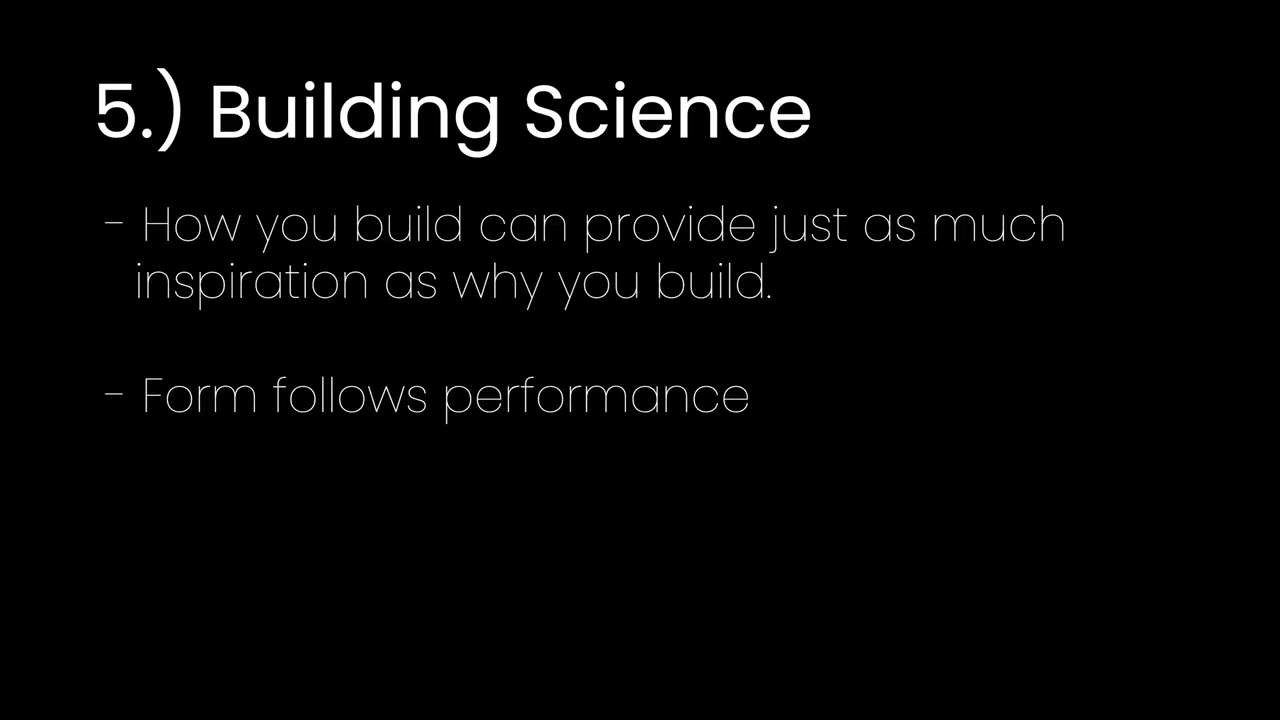 5.) Building Science
- How you build can provide just as much
inspiration as why you build.
- Form follows performance